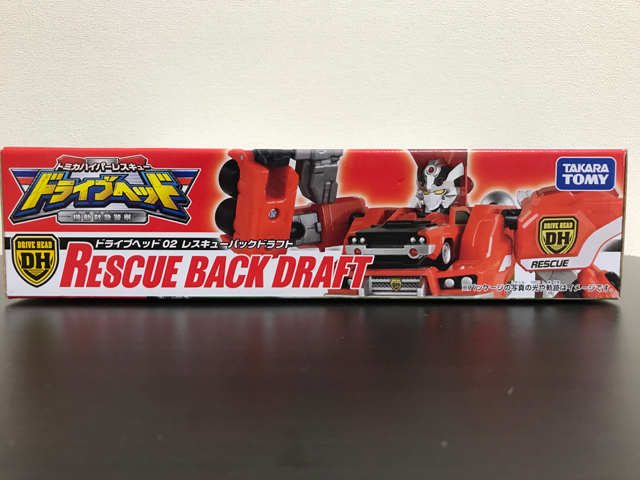 トミカハイパーレスキュー
ドライブヘッド
機動救急警察
TAKARA
TOMY
DRIVE HEAD
DH
ドライブヘッド 02 レスキューバックドラフト
RESCUE BACK DRAFT
DRIVE HEAD
DH
RESCUE
※パッケージの写真の光や軌跡はイメージです。